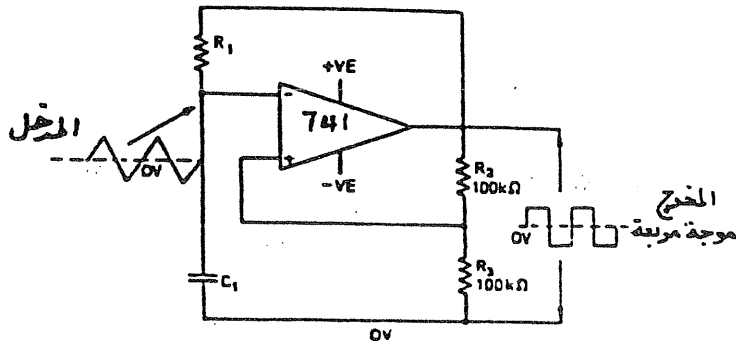 R₁
+VE
-
741
+
-VE
المدخل
0V
R₂
100kΩ
R₃
100kΩ
C₁
0V
المخرج
موجة مربعة
0V